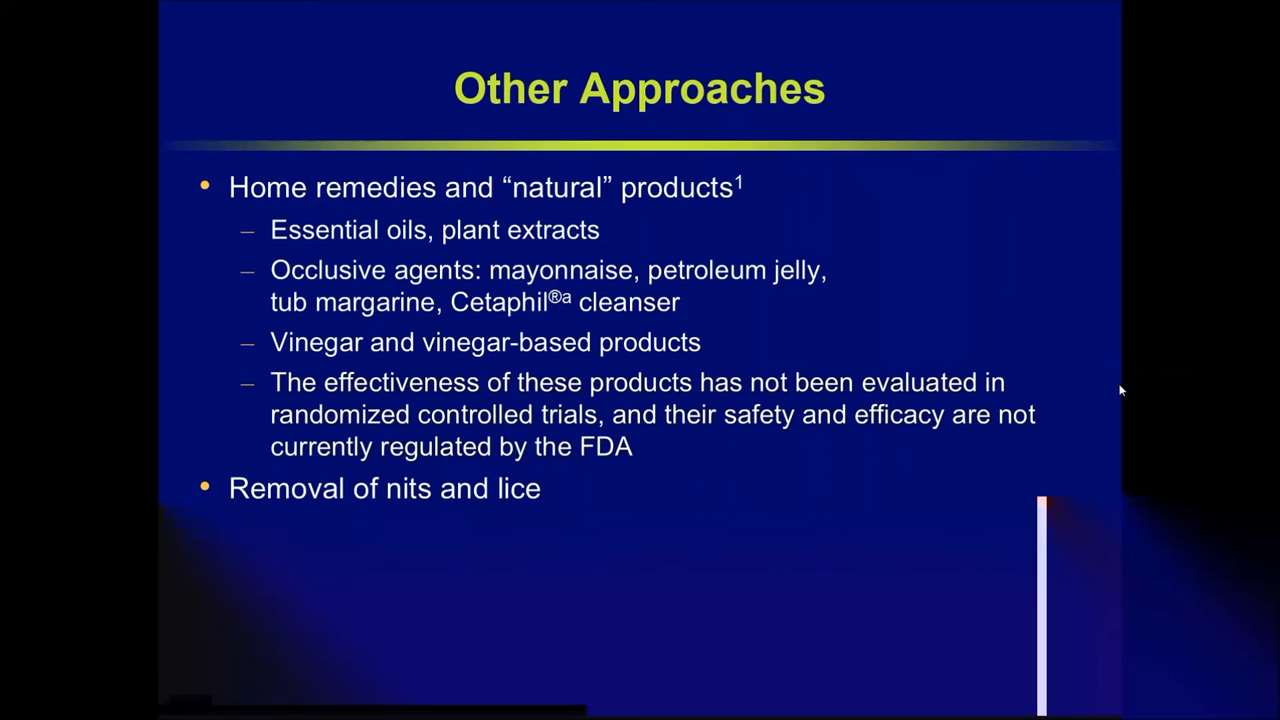 Other Approaches
• Home remedies and “natural” products¹
– Essential oils, plant extracts
– Occlusive agents: mayonnaise, petroleum jelly,
tub margarine, Cetaphil®ᵃ cleanser
– Vinegar and vinegar-based products
– The effectiveness of these products has not been evaluated in
randomized controlled trials, and their safety and efficacy are not
currently regulated by the FDA
• Removal of nits and lice